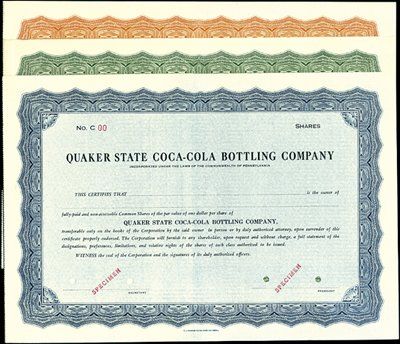 No. C 00 SHARES
QUAKER STATE COCA-COLA BOTTLING COMPANY
INCORPORATED UNDER THE LAWS OF THE COMMONWEALTH OF PENNSYLVANIA
THIS CERTIFIES THAT is the owner of
fully-paid and non-assessable Common Shares of the par value of one dollar per share of
QUAKER STATE COCA-COLA BOTTLING COMPANY,
transferable only on the books of the Corporation by the said owner in person or by duly authorized attorney, upon surrender of this
certificate properly endorsed. The Corporation will furnish to any shareholder, upon request and without charge, a full statement of the
designations, preferences, limitations, and relative rights of the shares of each class authorized to be issued.
WITNESS the seal of the Corporation and the signatures of its duly authorized officers.
SPECIMEN SPECIMEN
SECRETARY PRESIDENT